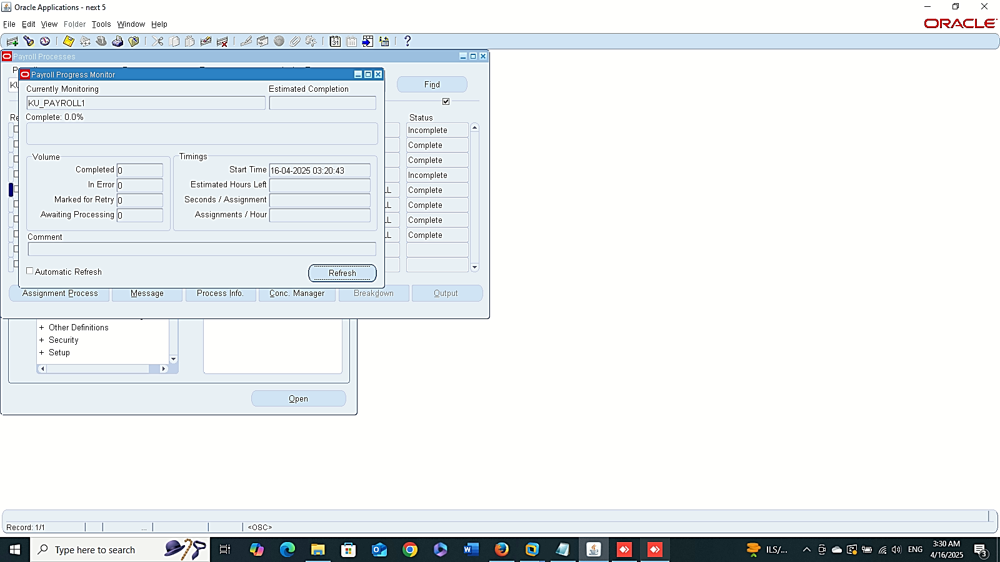 Oracle Applications - next 5
File Edit View Folder Tools Window Help
ORACLE
Payroll Processes
Payroll Progress Monitor
Currently Monitoring Estimated Completion
KU_PAYROLL1
Find
Complete: 0.0%
Status
Incomplete
Complete
Complete
Incomplete
Complete
Complete
Complete
Complete
Volume
Completed 0
In Error 0
Marked for Retry 0
Awaiting Processing 0
Timings
Start Time 16-04-2025 03:20:43
Estimated Hours Left
Seconds / Assignment
Assignments / Hour
Comment
Automatic Refresh
Refresh
Assignment Process Message Process Info. Conc. Manager Breakdown Output
+ Other Definitions
+ Security
+ Setup
Open
Record: 1/1 ... <OSC>
Type here to search
ILS/...
ENG
3:30 AM
4/16/2025
3